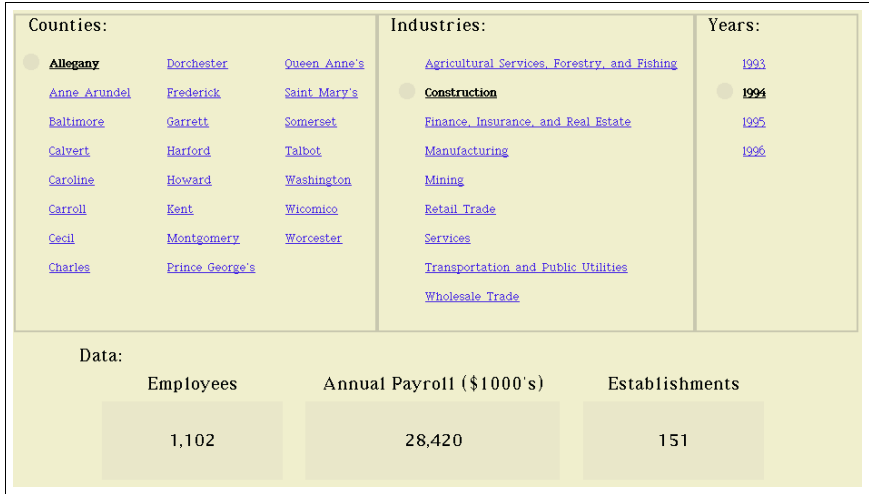 Counties: Industries: Years:
Allegany Dorchester Queen Anne's Agricultural Services, Forestry, and Fishing 1993
Anne Arundel Frederick Saint Mary's Construction 1994
Baltimore Garrett Somerset Finance, Insurance, and Real Estate 1995
Calvert Harford Talbot Manufacturing 1996
Caroline Howard Washington Mining
Carroll Kent Wicomico Retail Trade
Cecil Montgomery Worcester Services
Charles Prince George's Transportation and Public Utilities
Wholesale Trade
Data:
Employees Annual Payroll ($1000's) Establishments
1,102 28,420 151